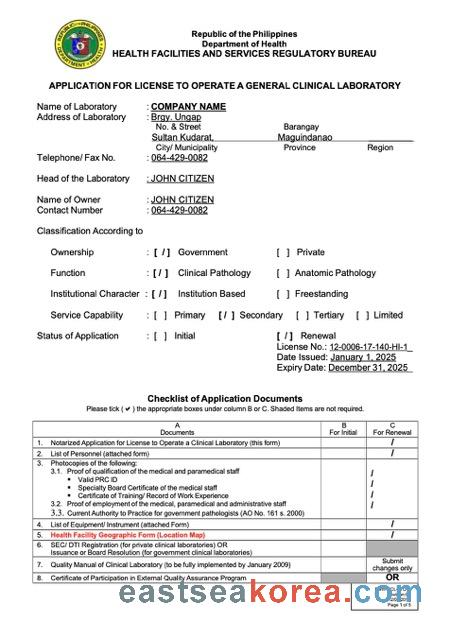 Republic of the Philippines
Department of Health
HEALTH FACILITIES AND SERVICES REGULATORY BUREAU
APPLICATION FOR LICENSE TO OPERATE A GENERAL CLINICAL LABORATORY
Name of Laboratory : COMPANY NAME
Address of Laboratory : Brgy. Ungap
No. & Street Barangay
Sultan Kudarat, Maguindanao
City/ Municipality Province Region
Telephone/ Fax No. : 064-429-0082
Head of the Laboratory : JOHN CITIZEN
Name of Owner : JOHN CITIZEN
Contact Number : 064-429-0082
Classification According to
Ownership : [ / ] Government [ ] Private
Function : [ / ] Clinical Pathology [ ] Anatomic Pathology
Institutional Character : [ / ] Institution Based [ ] Freestanding
Service Capability : [ ] Primary [ / ] Secondary [ ] Tertiary [ ] Limited
Status of Application : [ ] Initial [ / ] Renewal
License No.: 12-0006-17-140-HI-1
Date Issued: January 1, 2025
Expiry Date: December 31, 2025
Checklist of Application Documents
Please tick ( ✔ ) the appropriate boxes under column B or C. Shaded Items are not required.
A B C
Documents For Initial For Renewal
1. Notarized Application for License to Operate a Clinical Laboratory (this form) /
2. List of Personnel (attached form) /
3. Photocopies of the following:
3.1. Proof of qualification of the medical and paramedical staff /
• Valid PRC ID
• Specialty Board Certificate of the medical staff /
• Certificate of Training/ Record of Work Experience /
3.2. Proof of employment of the medical, paramedical and administrative staff /
3.3. Current Authority to Practice for government pathologists (AO No. 161 s. 2000)
4. List of Equipment/ Instrument (attached Form) /
5. Health Facility Geographic Form (Location Map) /
6. SEC/ DTI Registration (for private clinical laboratories) OR
Issuance or Board Resolution (for government clinical laboratories)
7. Quality Manual of Clinical Laboratory (to be fully implemented by January 2009) Submit changes only
8. Certificate of Participation in External Quality Assurance Program OR
eastseakorea.com
Page 1 of 5